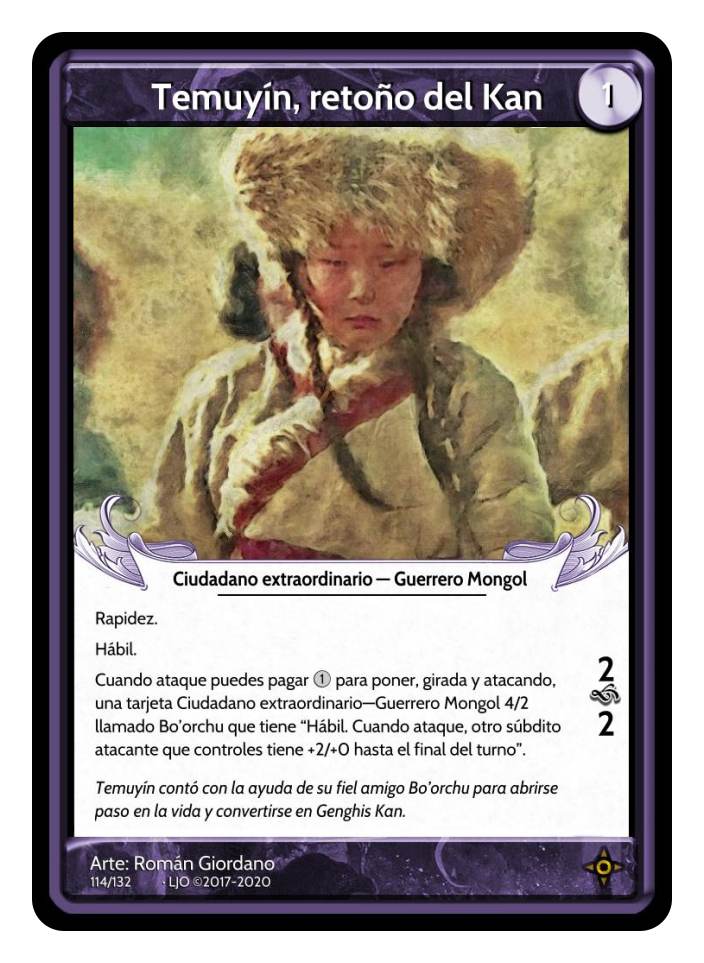 Temuyín, retoño del Kan
1
Ciudadano extraordinario — Guerrero Mongol
Rapidez.
Hábil.
Cuando ataque puedes pagar ① para poner, girada y atacando,
una tarjeta Ciudadano extraordinario—Guerrero Mongol 4/2
llamado Bo’orchu que tiene “Hábil. Cuando ataque, otro súbdito
atacante que controles tiene +2/+0 hasta el final del turno”.
2
2
Temuyín contó con la ayuda de su fiel amigo Bo’orchu para abrirse
paso en la vida y convertirse en Genghis Kan.
Arte: Román Giordano
114/132 · LJO ©2017-2020